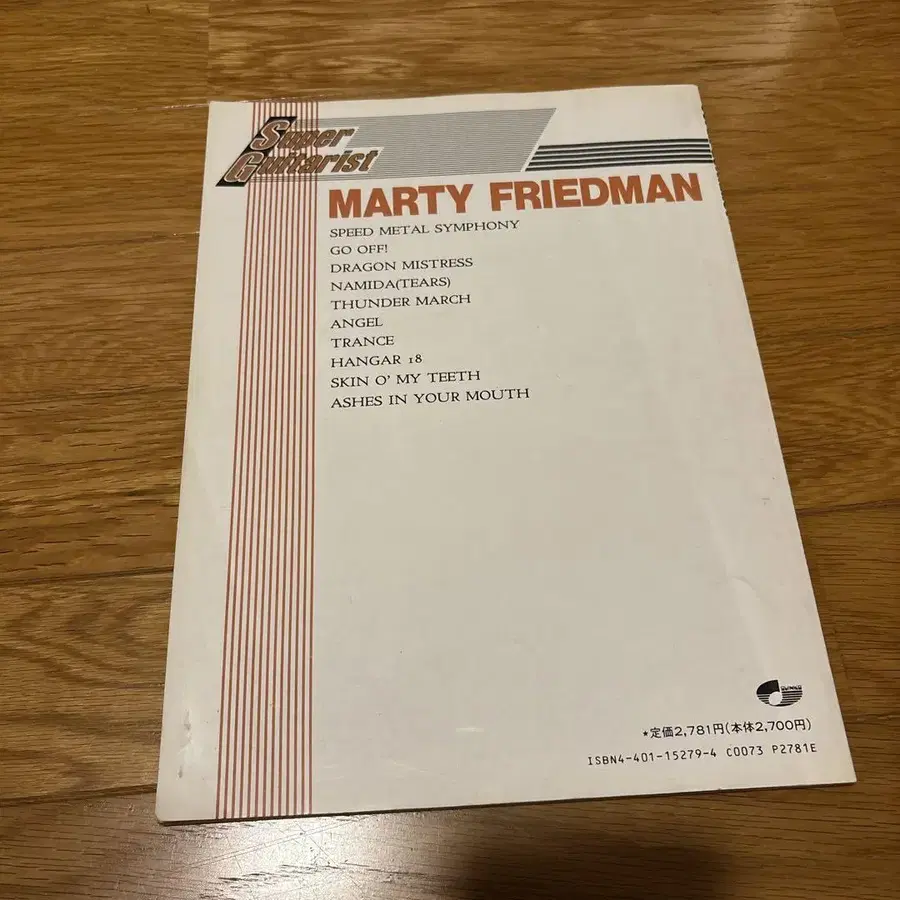 Super
Guitarist
MARTY FRIEDMAN
SPEED METAL SYMPHONY
GO OFF!
DRAGON MISTRESS
NAMIDA(TEARS)
THUNDER MARCH
ANGEL
TRANCE
HANGAR 18
SKIN O' MY TEETH
ASHES IN YOUR MOUTH
*定価2,781円(本体2,700円)
ISBN4-401-15279-4 C0073 P2781E